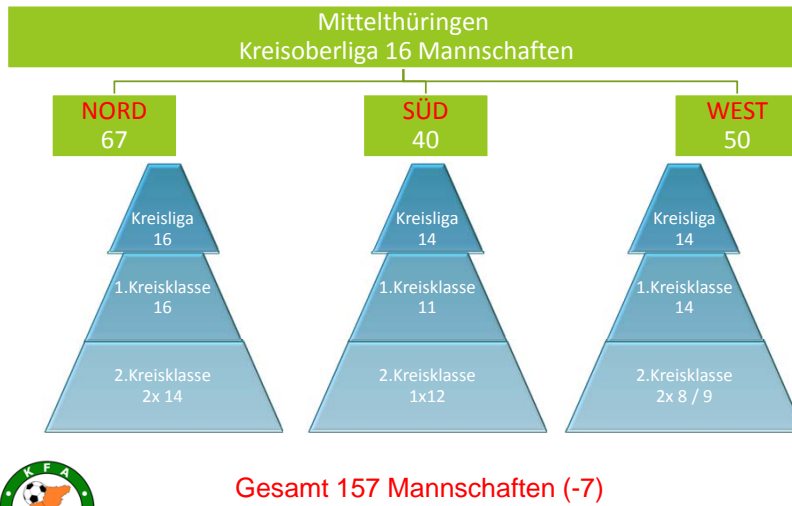 Mittelthüringen
Kreisoberliga 16 Mannschaften
NORD
67
SÜD
40
WEST
50
Kreisliga
16
Kreisliga
14
Kreisliga
14
1.Kreisklasse
16
1.Kreisklasse
11
1.Kreisklasse
14
2.Kreisklasse
2x 14
2.Kreisklasse
1x12
2.Kreisklasse
2x 8 / 9
KFA
Gesamt 157 Mannschaften (-7)